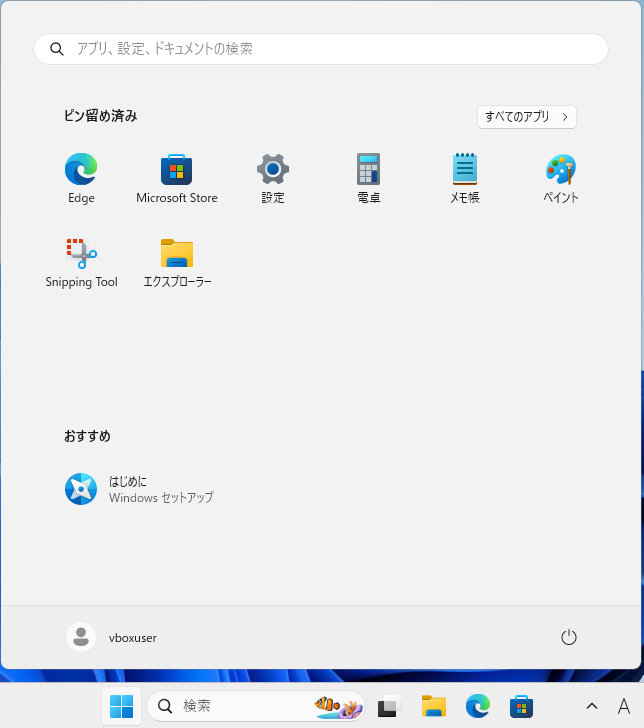 アプリ、設定、ドキュメントの検索
ピン留め済み
すべてのアプリ
Edge
Microsoft Store
設定
電卓
メモ帳
ペイント
Snipping Tool
エクスプローラー
おすすめ
はじめに
Windows セットアップ
vboxuser
検索
A